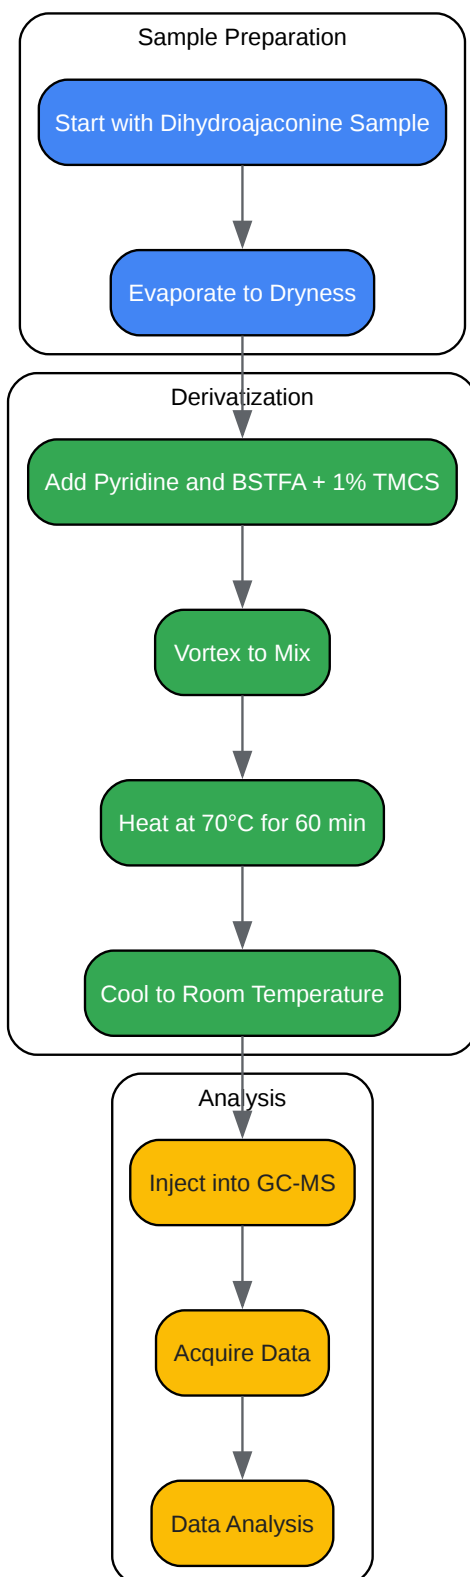 Sample Preparation
Start with Dihydroajaconine Sample
Evaporate to Dryness
Derivatization
Add Pyridine and BSTFA + 1% TMCS
Vortex to Mix
Heat at 70°C for 60 min
Cool to Room Temperature
Analysis
Inject into GC-MS
Acquire Data
Data Analysis